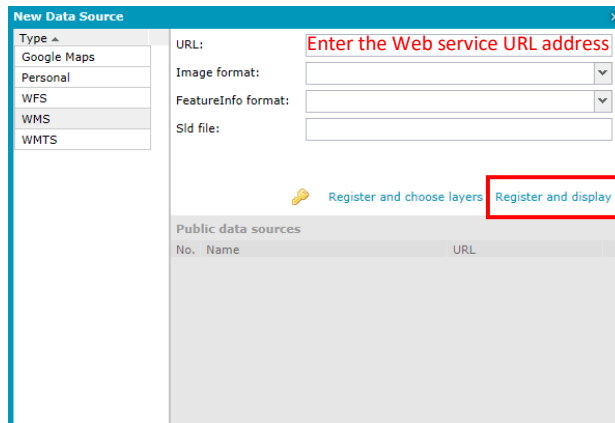 New Data Source
Type
Google Maps
Personal
WFS
WMS
WMTS
URL: Enter the Web service URL address
Image format:
FeatureInfo format:
Sld file:
Register and choose layers Register and display
Public data sources
No. Name URL